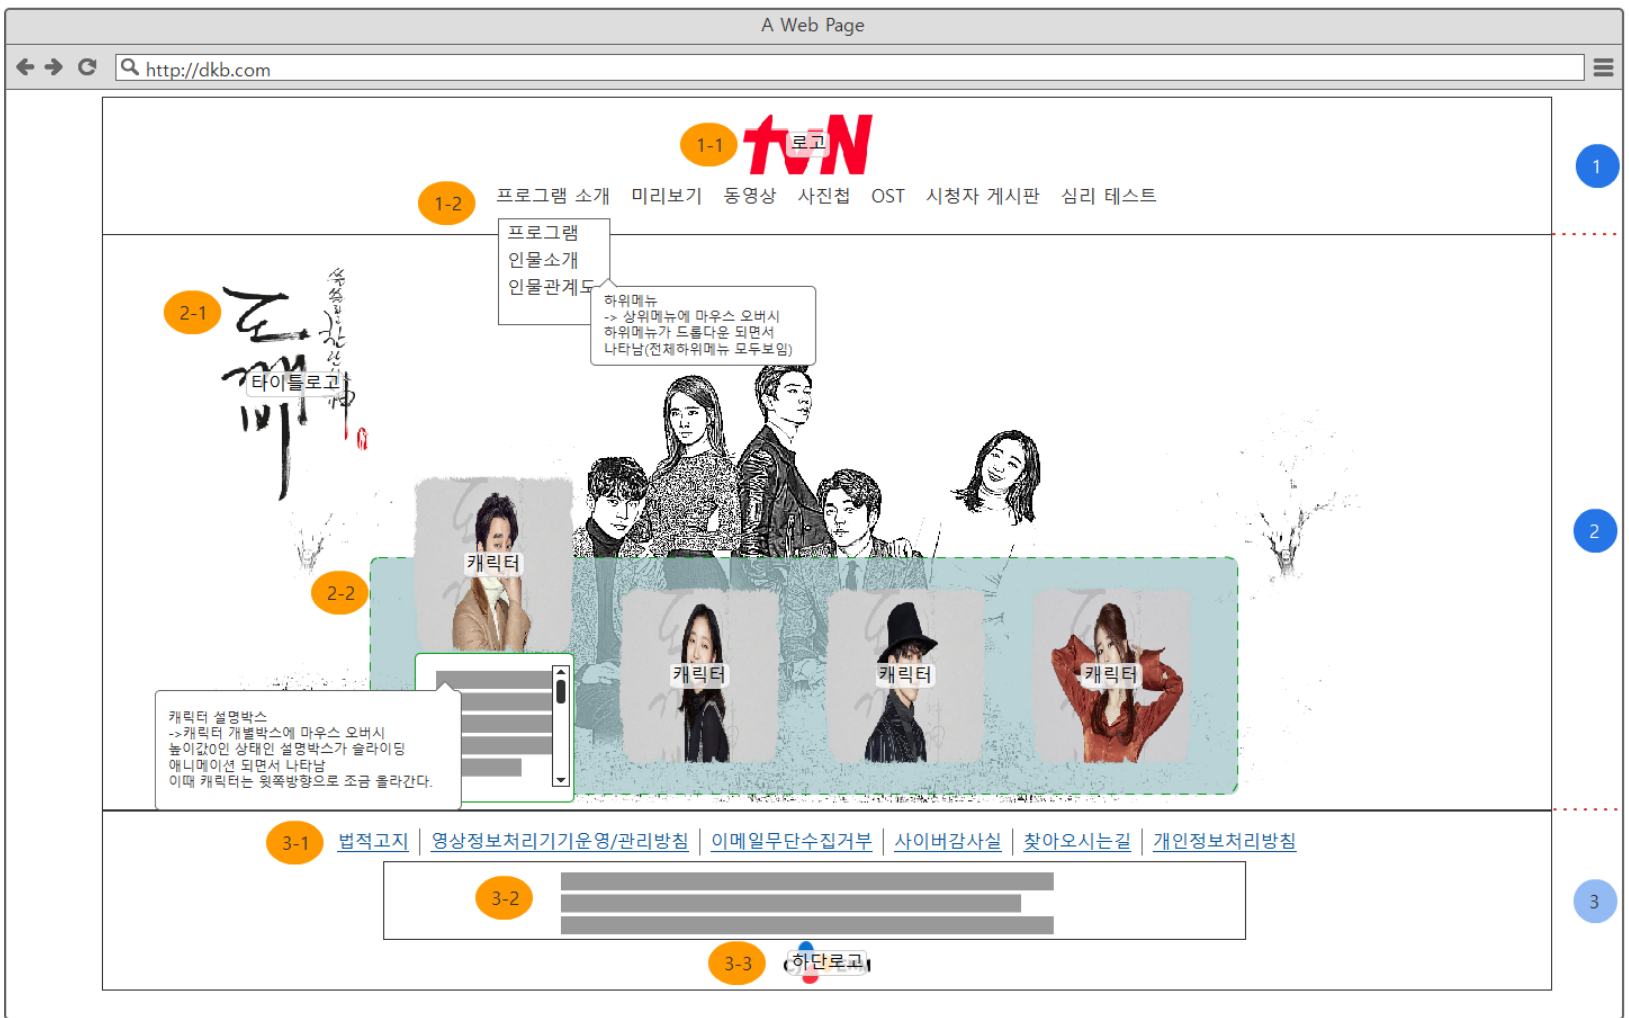 A Web Page
http://dkb.com
1-1
tvN
로고
1
1-2
프로그램 소개 미리보기 동영상 사진첩 OST 시청자 게시판 심리 테스트
프로그램
인물소개
인물관계도
하위메뉴
-> 상위메뉴에 마우스 오버시
하위메뉴가 드롭다운 되면서
나타남(전체하위메뉴 모두보임)
2-1
도깨비
타이틀로고
2
캐릭터
2-2
캐릭터
캐릭터
캐릭터
캐릭터 설명박스
->캐릭터 개별박스에 마우스 오버시
높이값0인 상태인 설명박스가 슬라이딩
애니메이션 되면서 나타남
이때 캐릭터는 윗쪽방향으로 조금 올라간다.
3-1
법적고지 영상정보처리기기운영/관리방침 이메일무단수집거부 사이버감사실 찾아오시는길 개인정보처리방침
3-2
3
3-3
하단로고